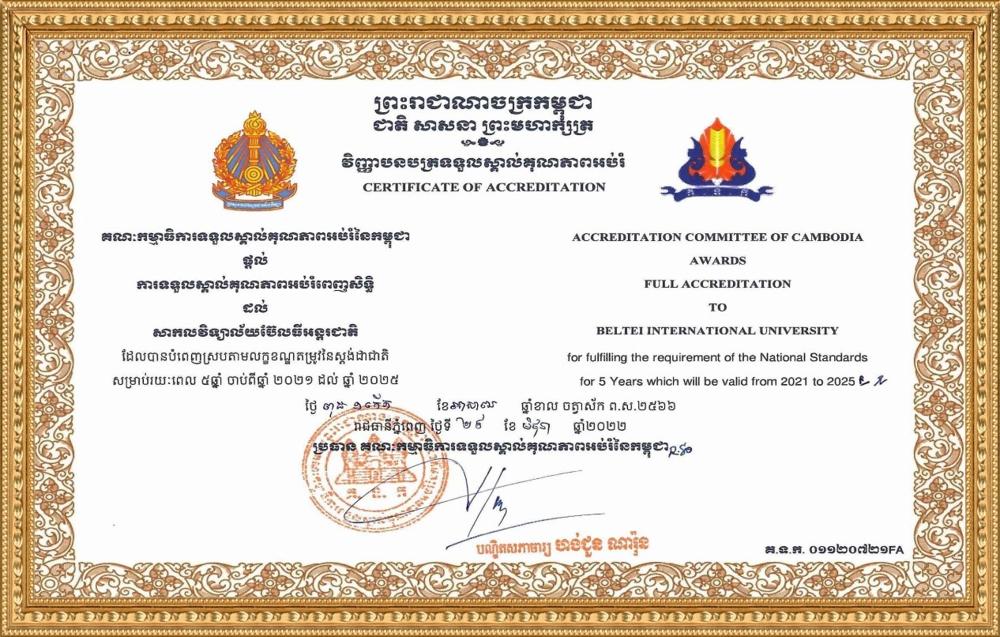 ព្រះរាជាណាចក្រកម្ពុជា
ជាតិ សាសនា ព្រះមហាក្សត្រ
វិញ្ញាបនបត្រទទួលស្គាល់គុណភាពអប់រំ
CERTIFICATE OF ACCREDITATION
គណៈកម្មាធិការទទួលស្គាល់គុណភាពអប់រំនៃកម្ពុជា
ផ្តល់
ការទទួលស្គាល់គុណភាពអប់រំពេញសិទ្ធិ
ដល់
សាកលវិទ្យាល័យប៊ែលធីអន្តរជាតិ
ដែលបានបំពេញស្របតាមលក្ខខណ្ឌតម្រូវនៃស្តង់ដាជាតិ
សម្រាប់រយៈពេល ៥ឆ្នាំ ចាប់ពីឆ្នាំ ២០២១ ដល់ ឆ្នាំ ២០២៥
ACCREDITATION COMMITTEE OF CAMBODIA
AWARDS
FULL ACCREDITATION
TO
BELTEI INTERNATIONAL UNIVERSITY
for fulfilling the requirement of the National Standards
for 5 Years which will be valid from 2021 to 2025
ថ្ងៃ ខែ ឆ្នាំខាល ចត្វាស័ក ព.ស.២៥៦៦
រាជធានីភ្នំពេញ ថ្ងៃទី ២៩ ខែ មិថុនា ឆ្នាំ២០២២
ប្រធាន គណៈកម្មាធិការទទួលស្គាល់គុណភាពអប់រំនៃកម្ពុជា
បណ្ឌិតសភាចារ្យ ហង់ជួន ណារ៉ុន
គ.ទ.ក. ០១១២០៧២១FA